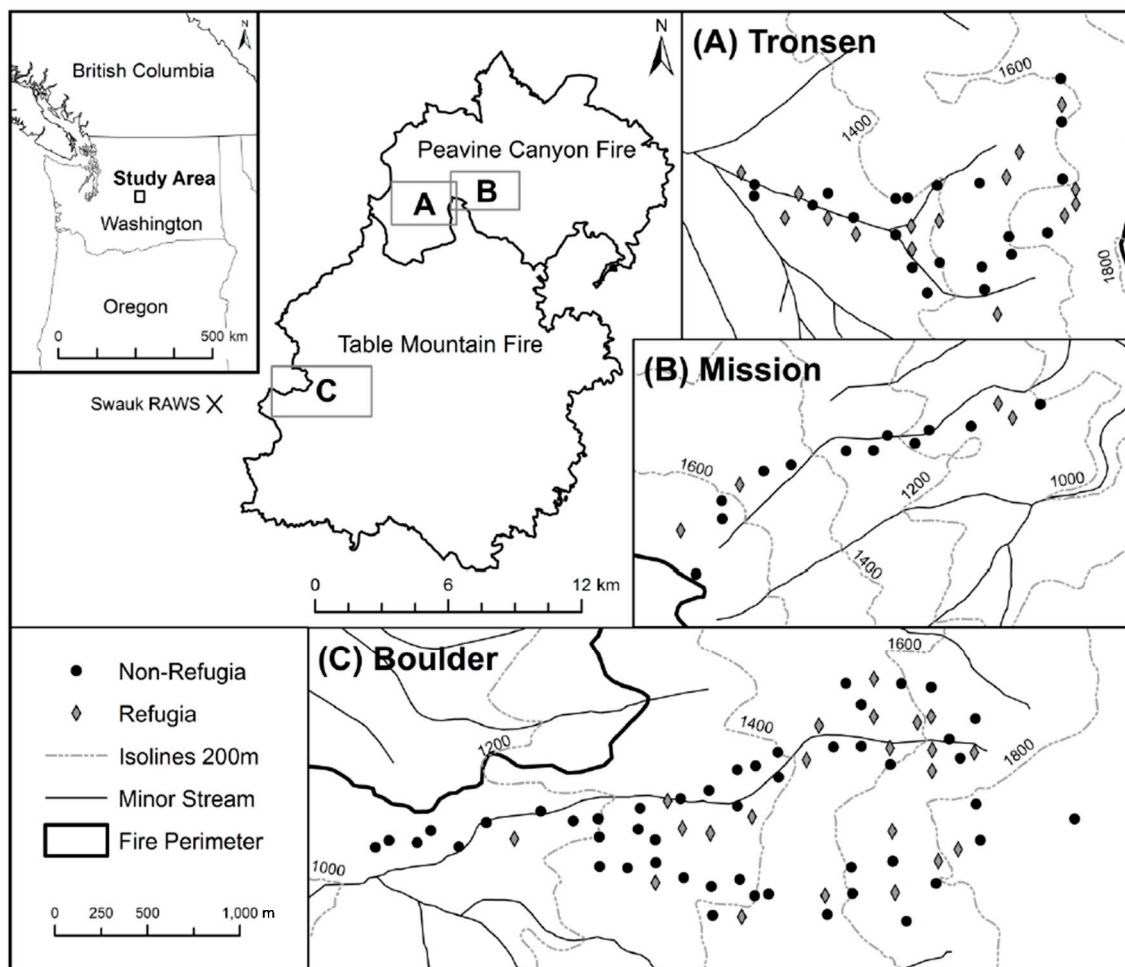 N
British Columbia
Study Area
Washington
Oregon
0 500 km
Swauk RAWS
N
Peavine Canyon Fire
A
B
Table Mountain Fire
C
0 6 12 km
(A) Tronsen
1600
1400
1800
(B) Mission
1600
1200
1000
1400
Non-Refugia
Refugia
Isolines 200m
Minor Stream
Fire Perimeter
0 250 500 1,000 m
(C) Boulder
1600
1400
1200
1800
1000